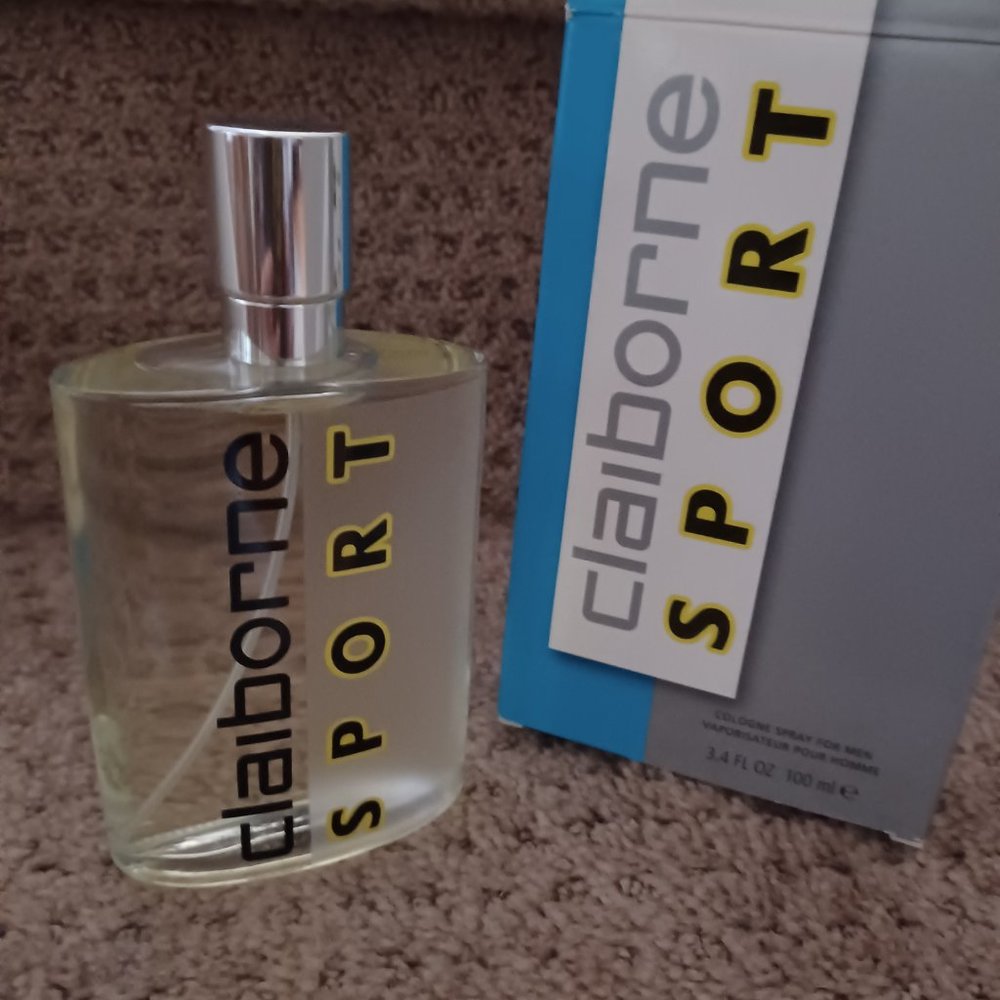 claiborne
SPORT
claiborne
SPORT
COLOGNE SPRAY FOR MEN
VAPORISATEUR POUR HOMME
3.4 FL OZ 100 ml ℮